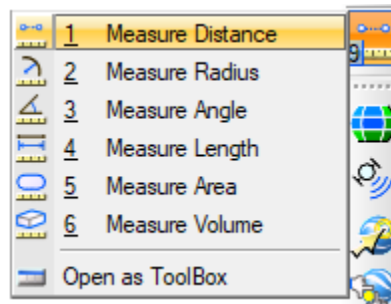 1 Measure Distance
2 Measure Radius
3 Measure Angle
4 Measure Length
5 Measure Area
6 Measure Volume
Open as ToolBox
9